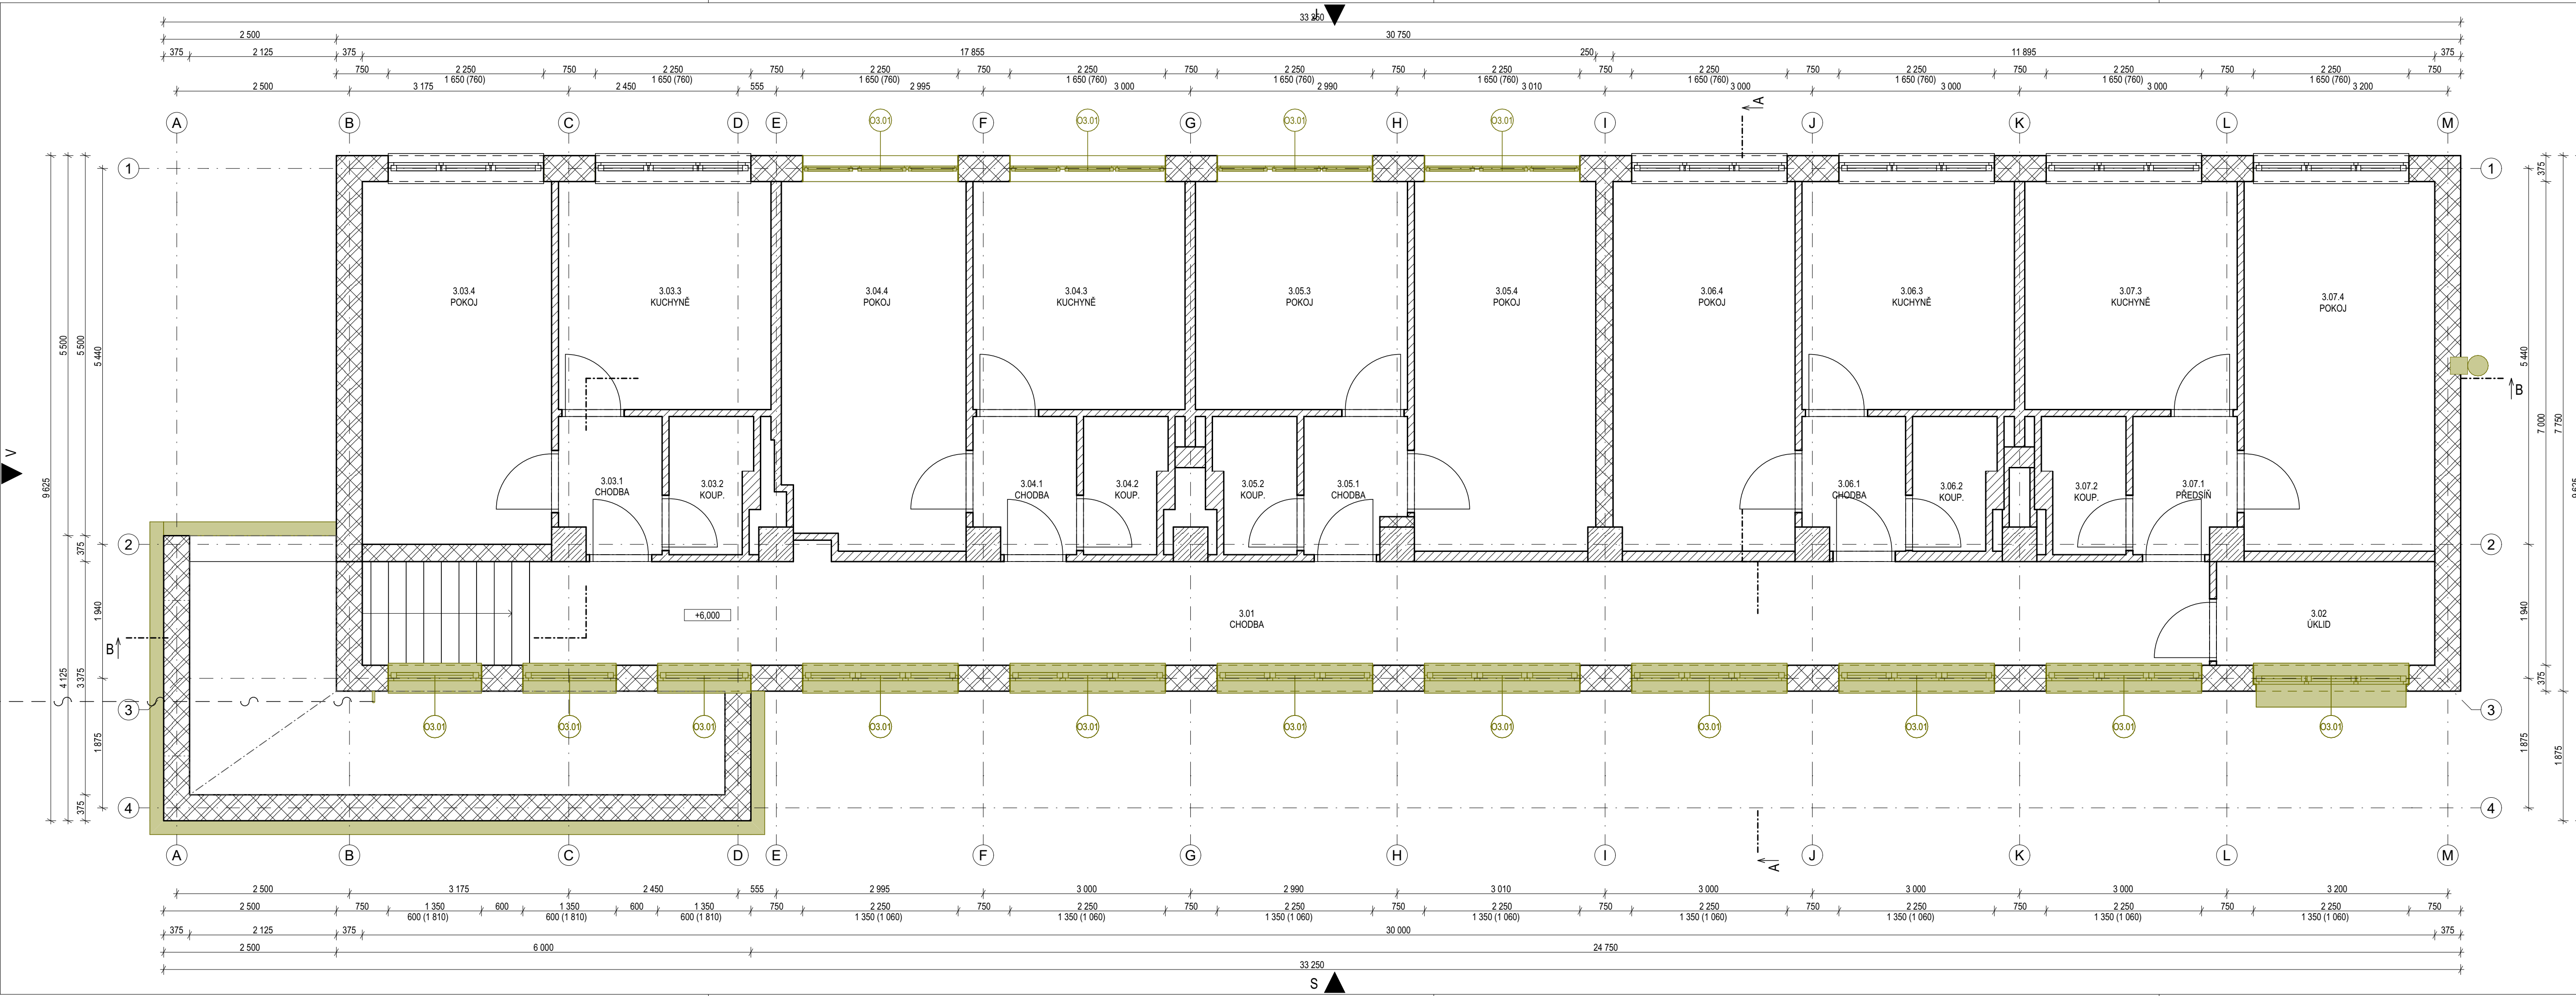 33 250
J
2 500
30 750
375
2 125
375
17 855
250
11 895
375
750
2 250
750
2 250
750
2 250
750
2 250
750
2 250
750
2 250
750
2 250
750
2 250
750
2 250
750
2 250
750
1 650 (760)
1 650 (760)
1 650 (760)
1 650 (760)
1 650 (760)
1 650 (760)
1 650 (760)
1 650 (760)
1 650 (760)
1 650 (760)
2 500
3 175
2 450
555
2 995
3 000
2 990
3 010
3 000
3 000
3 000
3 200
A
A B C D E F G H I J K L M
O3.01
O3.01
O3.01
O3.01
1
1
375
3.03.4
POKOJ
3.03.3
KUCHYNĚ
3.04.4
POKOJ
3.04.3
KUCHYNĚ
3.05.3
POKOJ
3.05.4
POKOJ
3.06.4
POKOJ
3.06.3
KUCHYNĚ
3.07.3
KUCHYNĚ
3.07.4
POKOJ
9 625
5 500
5 500
5 440
5 440
7 000
7 750
9 625
B
V
3.03.1
CHODBA
3.03.2
KOUP.
3.04.1
CHODBA
3.04.2
KOUP.
3.05.2
KOUP.
3.05.1
CHODBA
3.06.1
CHODBA
3.06.2
KOUP.
3.07.2
KOUP.
3.07.1
PŘEDSÍŇ
2
2
375
1 940
1 940
+6,000
3.01
CHODBA
3.02
ÚKLID
B
4 125
3 375
375
3
3
O3.01
O3.01
O3.01
O3.01
O3.01
O3.01
O3.01
O3.01
O3.01
O3.01
O3.01
1 875
1 875
1 875
375
4
4
A B C D E F G H I J K L M
A
2 500
3 175
2 450
555
2 995
3 000
2 990
3 010
3 000
3 000
3 000
3 200
2 500
750
1 350
600
1 350
600
1 350
750
2 250
750
2 250
750
2 250
750
2 250
750
2 250
750
2 250
750
2 250
750
2 250
750
600 (1 810)
600 (1 810)
600 (1 810)
1 350 (1 060)
1 350 (1 060)
1 350 (1 060)
1 350 (1 060)
1 350 (1 060)
1 350 (1 060)
1 350 (1 060)
1 350 (1 060)
375
2 125
375
30 000
375
2 500
6 000
24 750
33 250
S